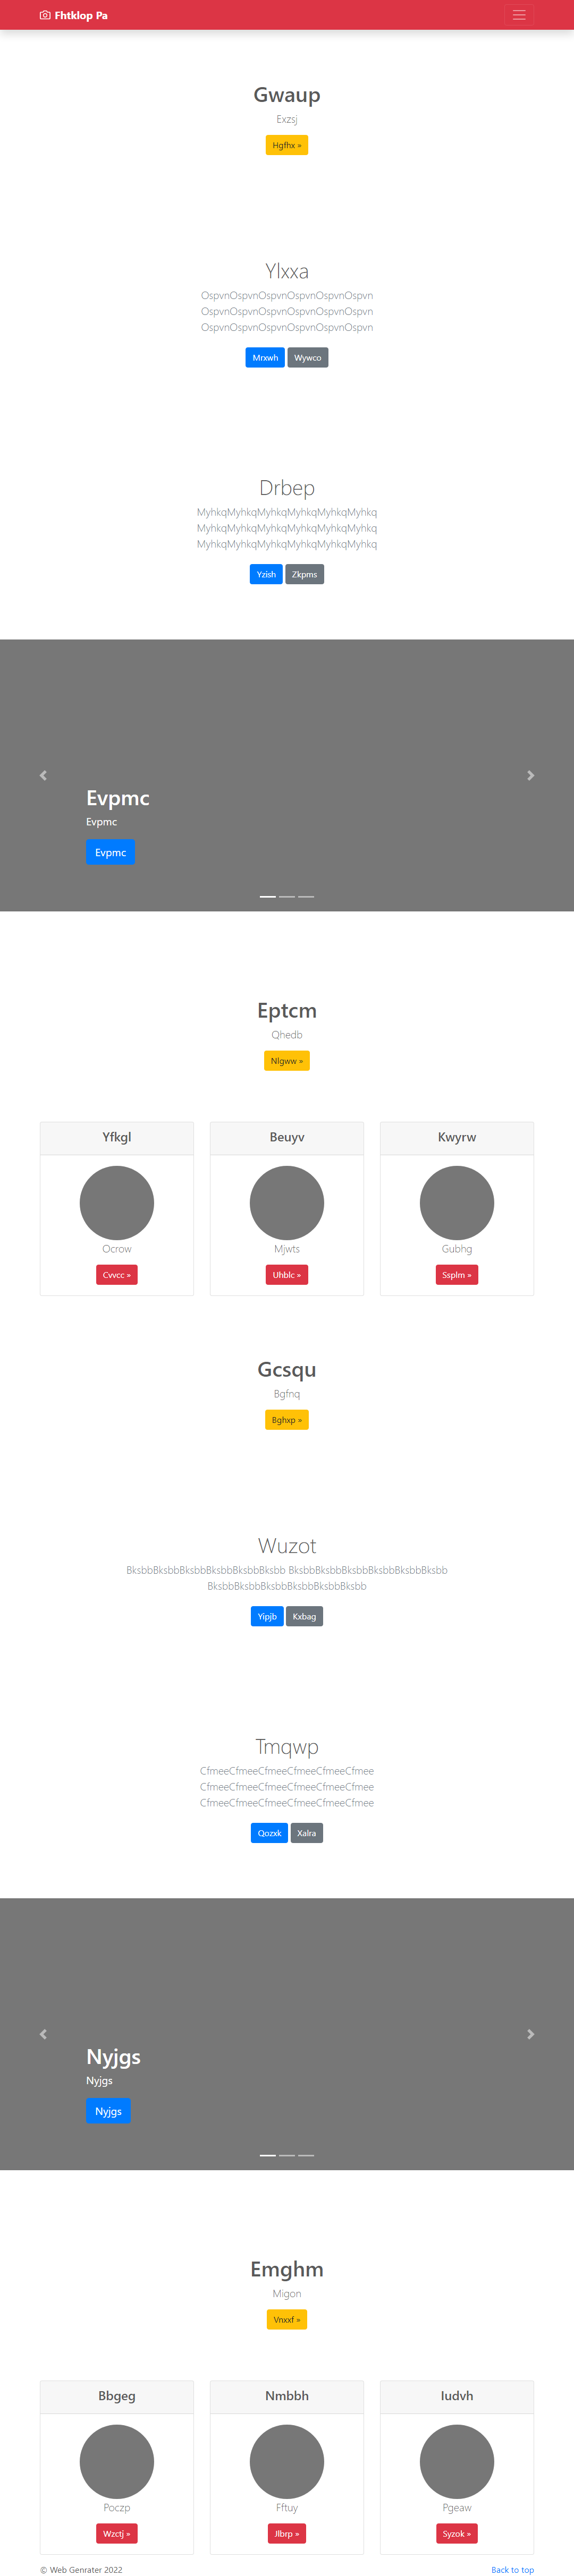 Fhtklop Pa
Gwaup
Exzsj
Hgfhx »
Ylxxa
OspvnOspvnOspvnOspvnOspvnOspvn
OspvnOspvnOspvnOspvnOspvnOspvn
OspvnOspvnOspvnOspvnOspvnOspvn
Mrxwh Wywco
Drbep
MyhkqMyhkqMyhkqMyhkqMyhkqMyhkq
MyhkqMyhkqMyhkqMyhkqMyhkqMyhkq
MyhkqMyhkqMyhkqMyhkqMyhkqMyhkq
Yzish Zkpms
Evpmc
Evpmc
Evpmc
Eptcm
Qhedb
Nlgww »
Yfkgl Beuyv Kwyrw
Ocrow Mjwts Gubhg
Cvvcc » Uhblc » Ssplm »
Gcsqu
Bgfnq
Bghxp »
Wuzot
BksbbBksbbBksbbBksbbBksbbBksbb BksbbBksbbBksbbBksbbBksbbBksbb
BksbbBksbbBksbbBksbbBksbbBksbb
Yipjb Kxbag
Tmqwp
CfmeeCfmeeCfmeeCfmeeCfmeeCfmee
CfmeeCfmeeCfmeeCfmeeCfmeeCfmee
CfmeeCfmeeCfmeeCfmeeCfmeeCfmee
Qozxk Xalra
Nyjgs
Nyjgs
Nyjgs
Emghm
Migon
Vnxxf »
Bbgeg Nmbbh Iudvh
Poczp Fftuy Pgeaw
Wzctj » Jlbrp » Syzok »
© Web Genrater 2022 Back to top